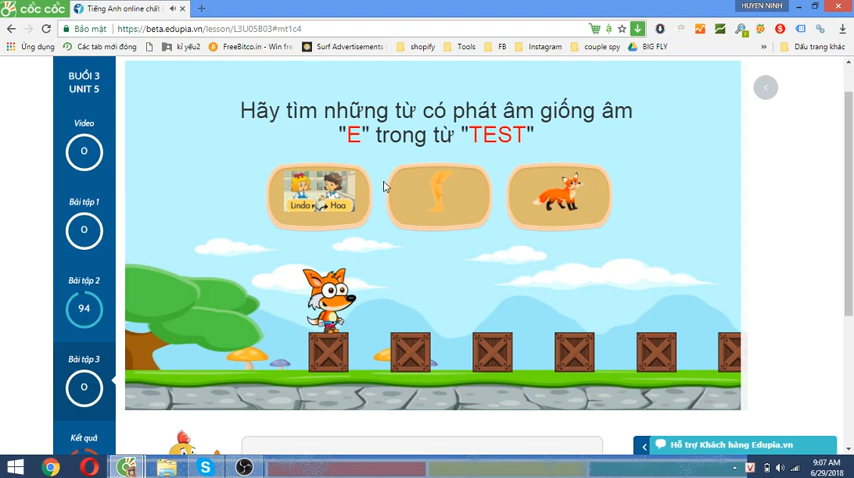 CỐC CỐC
Tiếng Anh online chất l
HUYEN NINH
Bảo mật
https://beta.edupia.vn/lesson/L3U05B03#mt1c4
Ứng dụng
Các tab mới đóng
kỉ yếu2
FreeBitco.in - Win fre
Surf Advertisements
shopify
Tools
FB
Instagram
couple spy
BIG FLY
»
Dấu trang khác
BUỔI 3
UNIT 5
Video
0
Bài tập 1
0
Bài tập 2
94
Bài tập 3
0
Kết quả
Hãy tìm những từ có phát âm giống âm
"E" trong từ "TEST"
Linda
Hoa
Hỗ trợ Khách hàng Edupia.vn
9:07 AM
6/29/2018